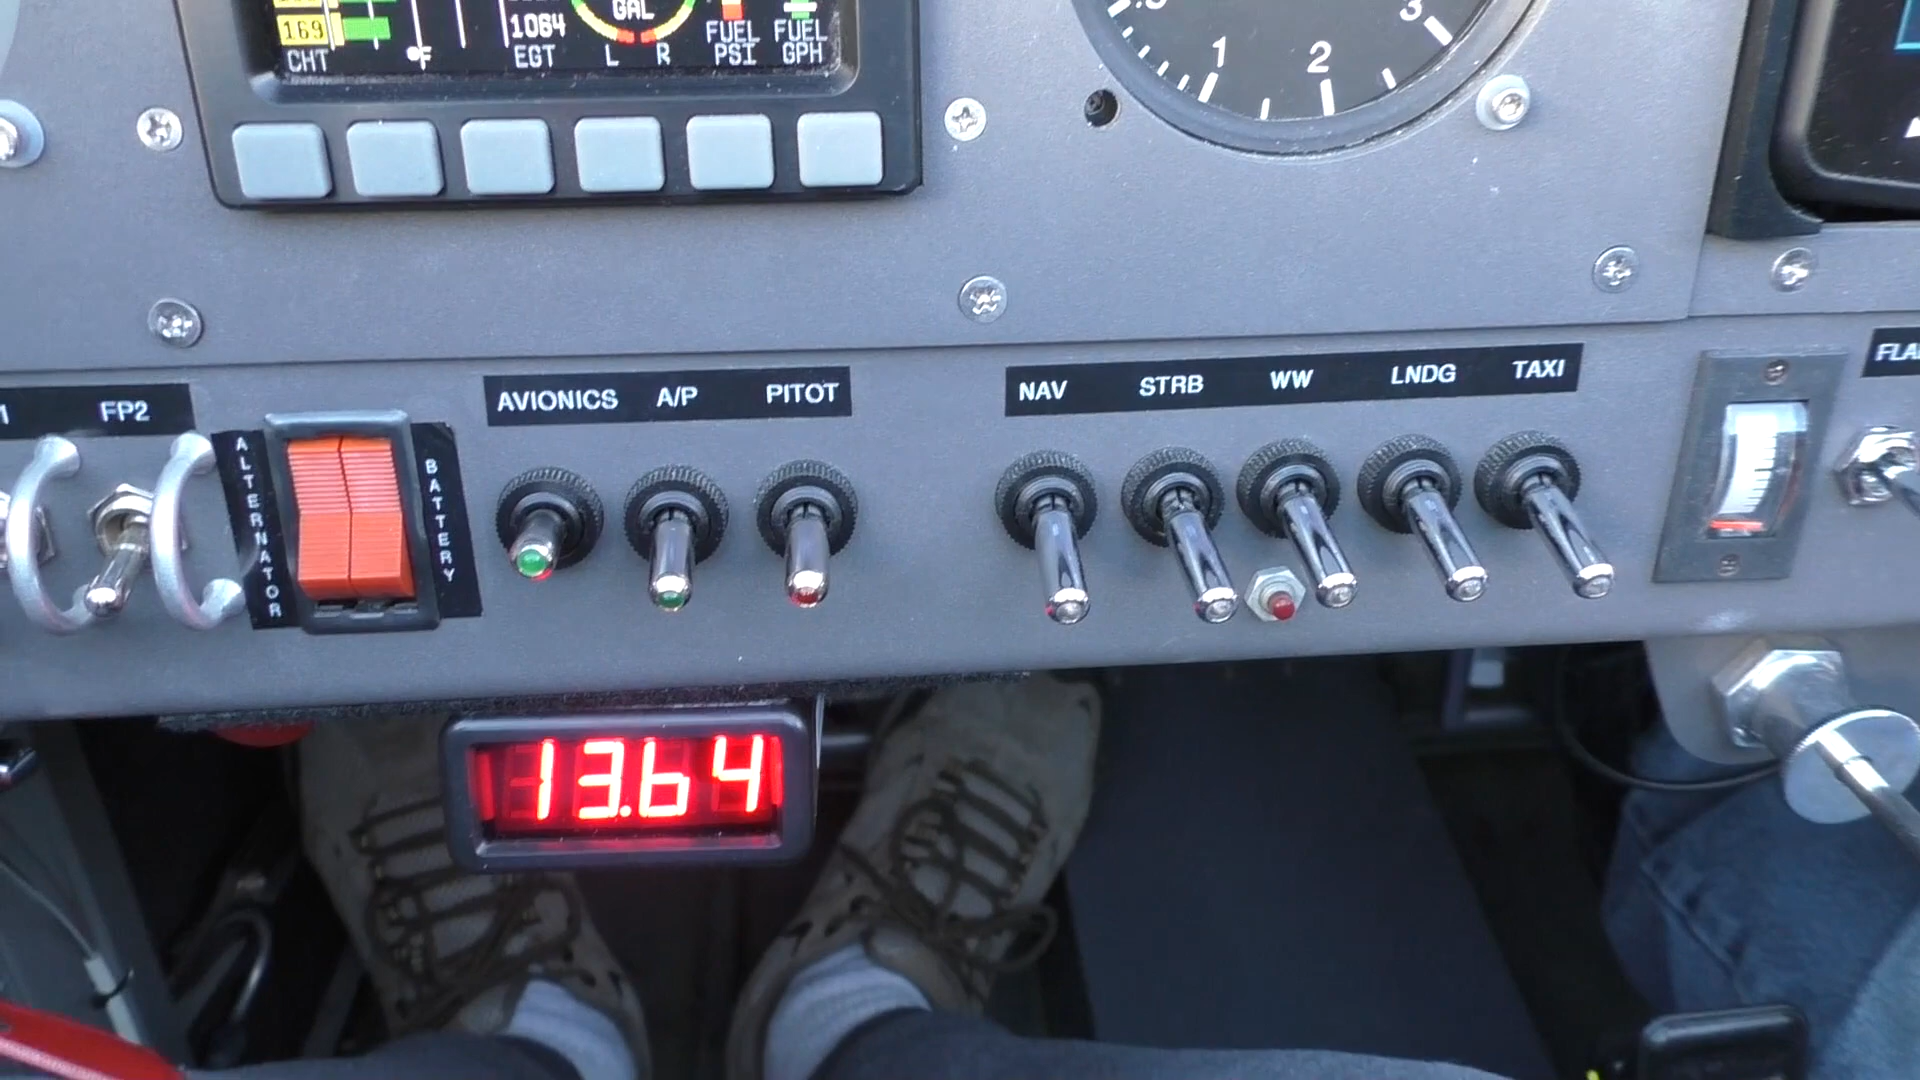 GAL
169
1064
CHT
°F
EGT
L
R
FUEL
PSI
FUEL
GPH
1
2
3
1
FP2
ALTERNATOR
BATTERY
AVIONICS
A/P
PITOT
NAV
STRB
WW
LNDG
TAXI
13.64